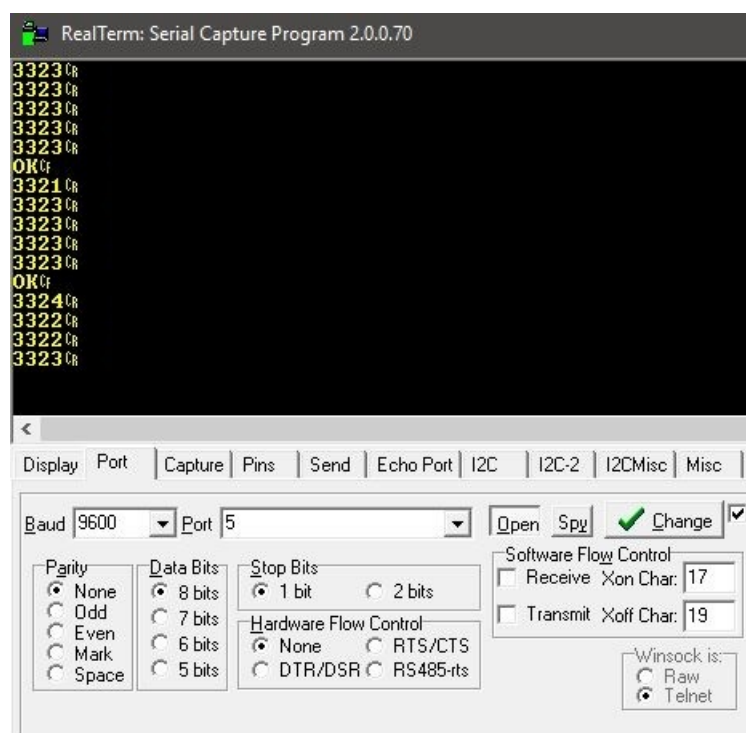 RealTerm: Serial Capture Program 2.0.0.70
3323CR
3323CR
3323CR
3323CR
3323CR
OKCF
3321CR
3323CR
3323CR
3323CR
3323CR
OKCF
3324CR
3322CR
3322CR
3323CR
<
Display Port Capture Pins Send Echo Port I2C I2C-2 I2CMisc Misc
Baud 9600 Port 5 Open Spy Change
Parity
None
Odd
Even
Mark
Space
Data Bits
8 bits
7 bits
6 bits
5 bits
Stop Bits
1 bit 2 bits
Hardware Flow Control
None RTS/CTS
DTR/DSR RS485-rts
Software Flow Control
Receive Xon Char: 17
Transmit Xoff Char: 19
Winsock is:
Raw
Telnet